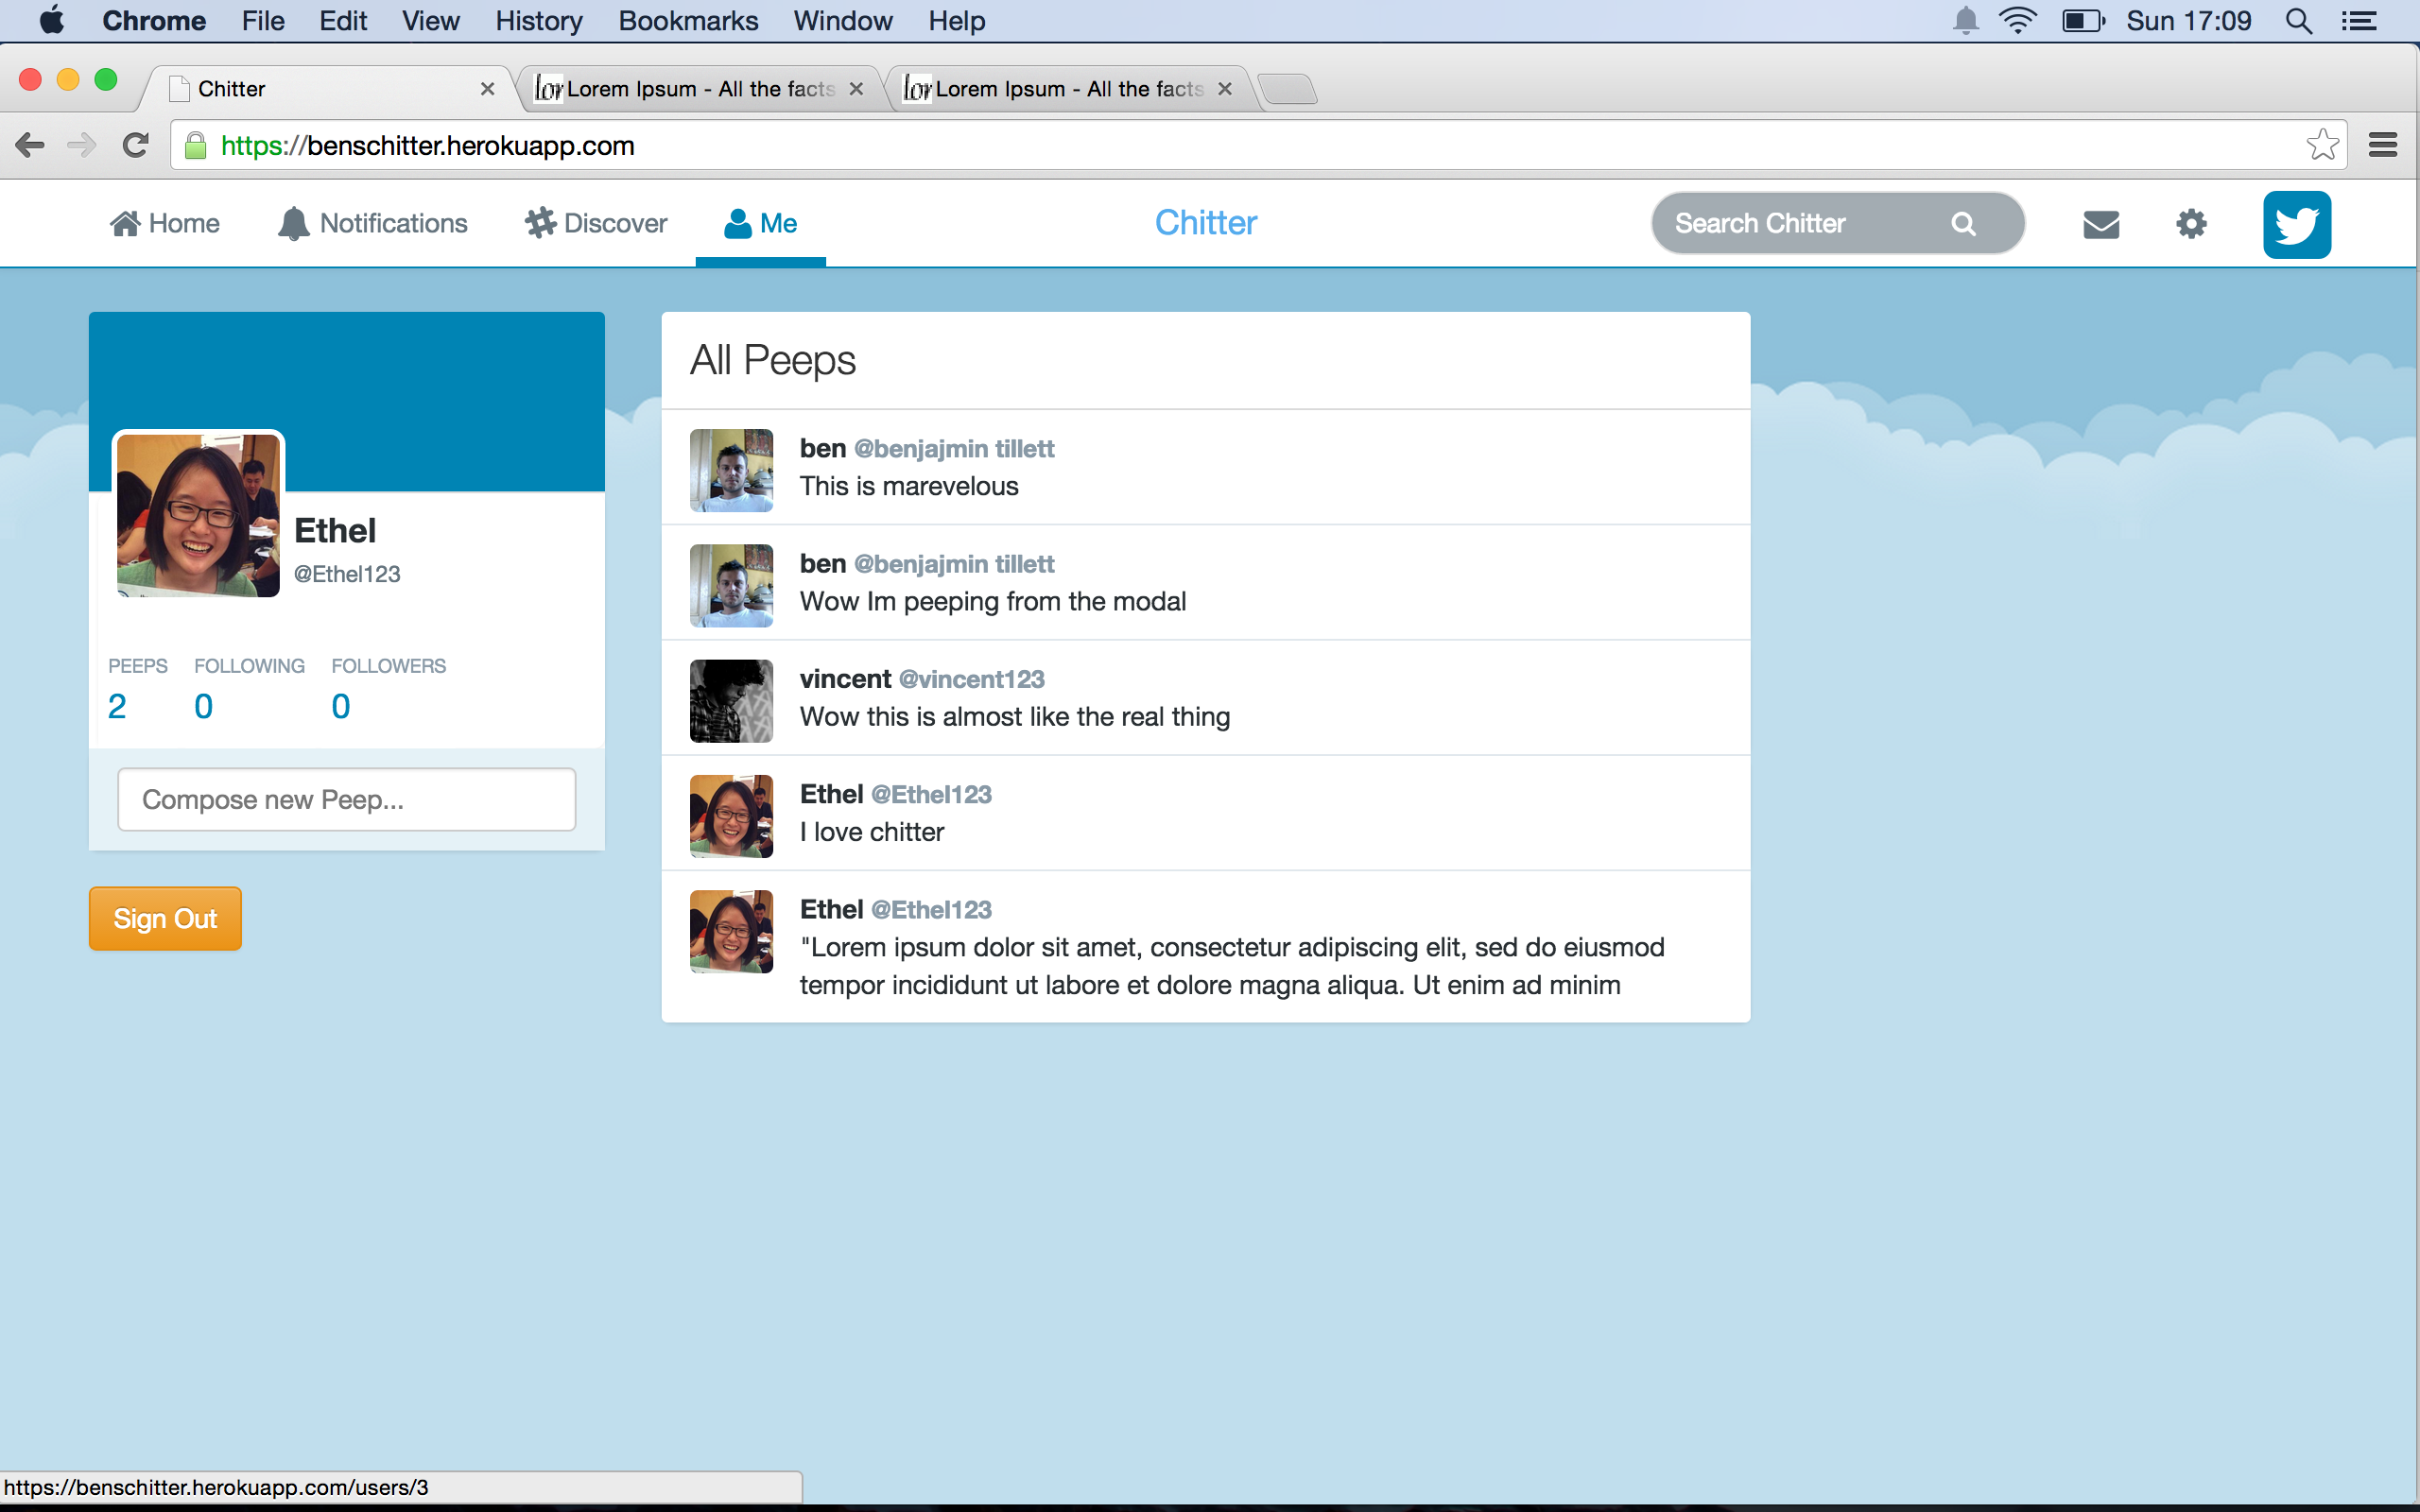 Chrome File Edit View History Bookmarks Window Help Sun 17:09
Chitter Lorem Ipsum - All the facts Lorem Ipsum - All the facts
https://benschitter.herokuapp.com
Home Notifications Discover Me Chitter Search Chitter
Ethel
@Ethel123
PEEPS FOLLOWING FOLLOWERS
2 0 0
Compose new Peep...
Sign Out
All Peeps
ben @benjajmin tillett
This is marevelous
ben @benjajmin tillett
Wow Im peeping from the modal
vincent @vincent123
Wow this is almost like the real thing
Ethel @Ethel123
I love chitter
Ethel @Ethel123
"Lorem ipsum dolor sit amet, consectetur adipiscing elit, sed do eiusmod
tempor incididunt ut labore et dolore magna aliqua. Ut enim ad minim
https://benschitter.herokuapp.com/users/3